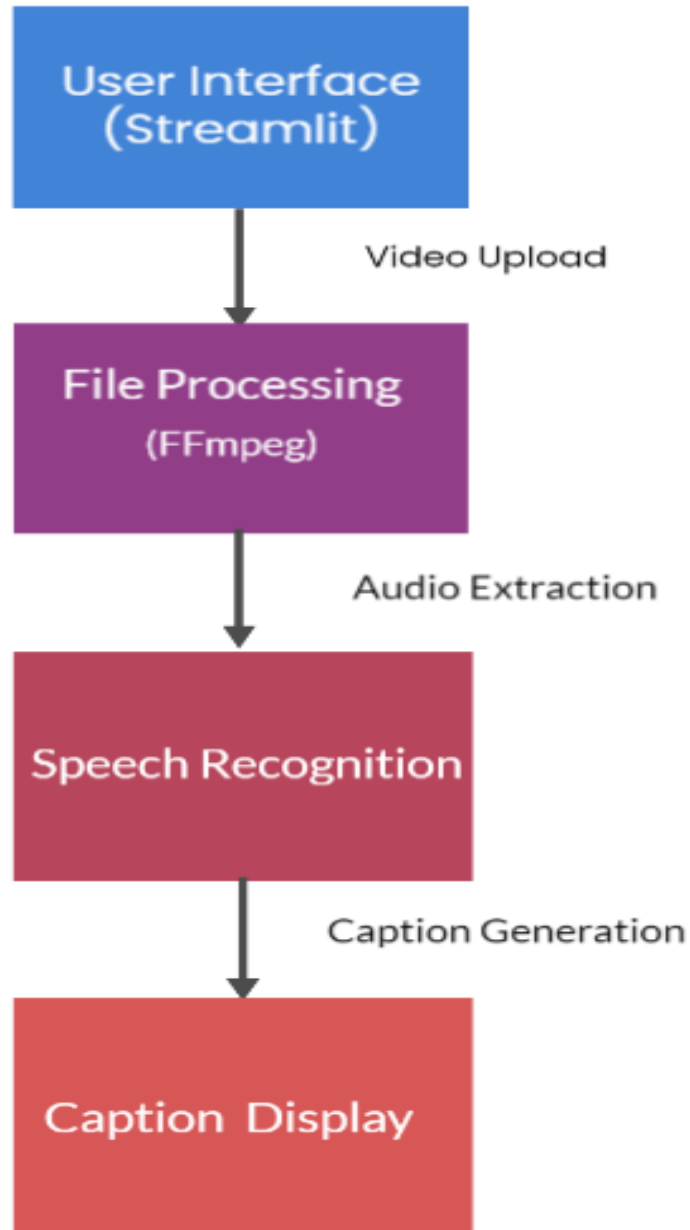 User Interface
(Streamlit)
Video Upload
File Processing
(FFmpeg)
Audio Extraction
Speech Recognition
Caption Generation
Caption Display